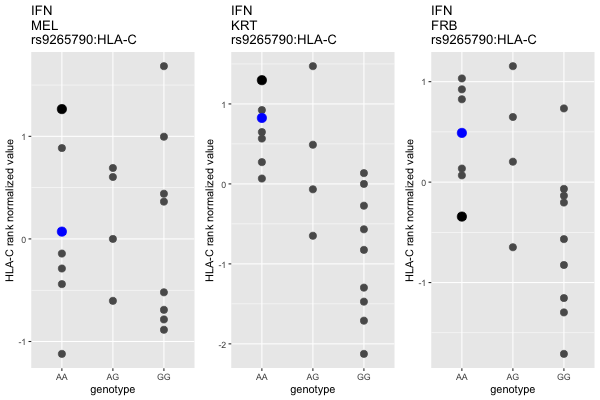 IFN
MEL
rs9265790:HLA-C
HLA-C rank normalized value
1
0
-1
AA AG GG
genotype
IFN
KRT
rs9265790:HLA-C
HLA-C rank normalized value
1
0
-1
-2
AA AG GG
genotype
IFN
FRB
rs9265790:HLA-C
HLA-C rank normalized value
1
0
-1
AA AG GG
genotype